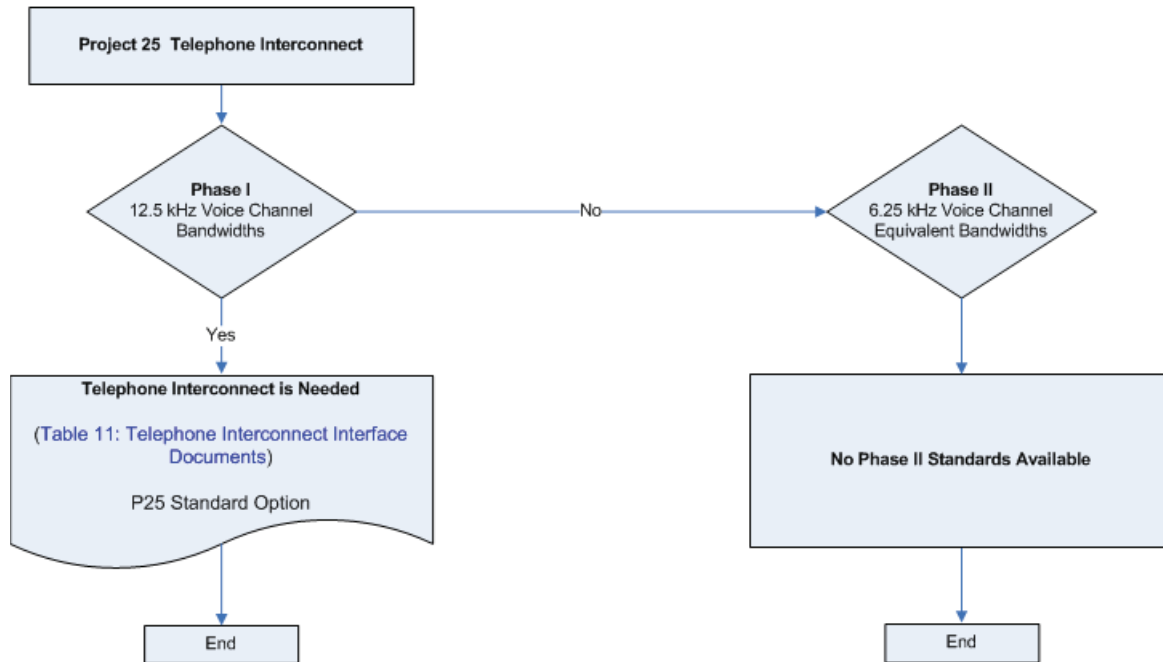 Project 25 Telephone Interconnect
Phase I
12.5 kHz Voice Channel
Bandwidths
No
Phase II
6.25 kHz Voice Channel
Equivalent Bandwidths
Yes
Telephone Interconnect is Needed
(Table 11: Telephone Interconnect Interface
Documents)
P25 Standard Option
No Phase II Standards Available
End
End